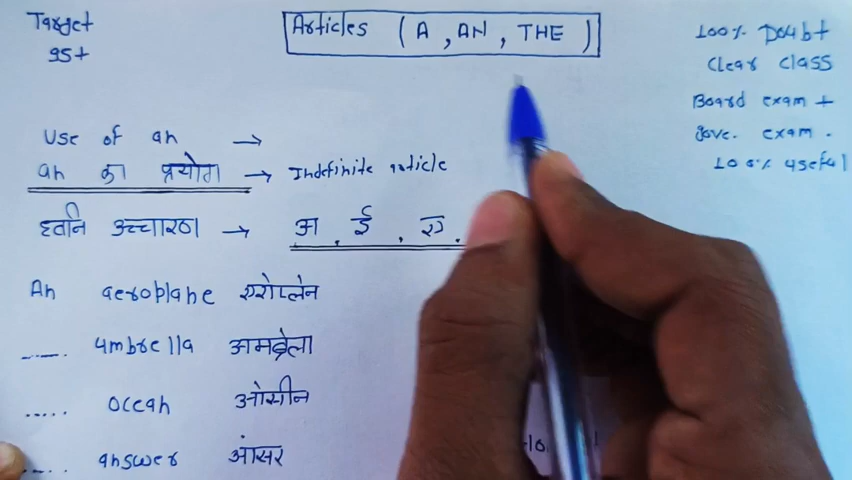 Target
95+
Articles (A, AN, THE)
100% Doubt
Clear Class
Board exam +
Gove. exam.
100% useful
Use of an →
an का प्रयोग → Indefinite article
ध्वनि उच्चारण → अ, ई, ए,
An aeroplane एरोप्लेन
..... umbrella अमब्रेला
..... ocean ओसीन
..... answer आंसर